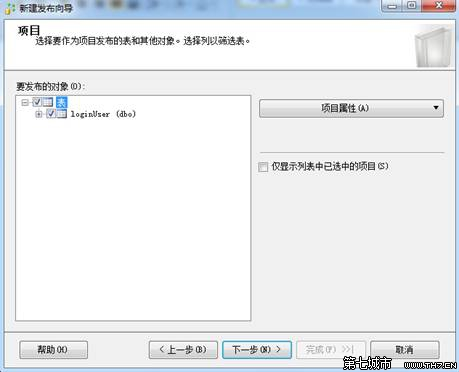 新建发布向导
项目
选择要作为项目发布的表和其他对象。选择列以筛选表。
要发布的对象(O):
表
loginUser (dbo)
项目属性(A)
仅显示列表中已选中的项目(S)
帮助(H)
< 上一步(B)
下一步(N) >
完成(F) >>|
取消
第七城市
WWW.TH7.CN